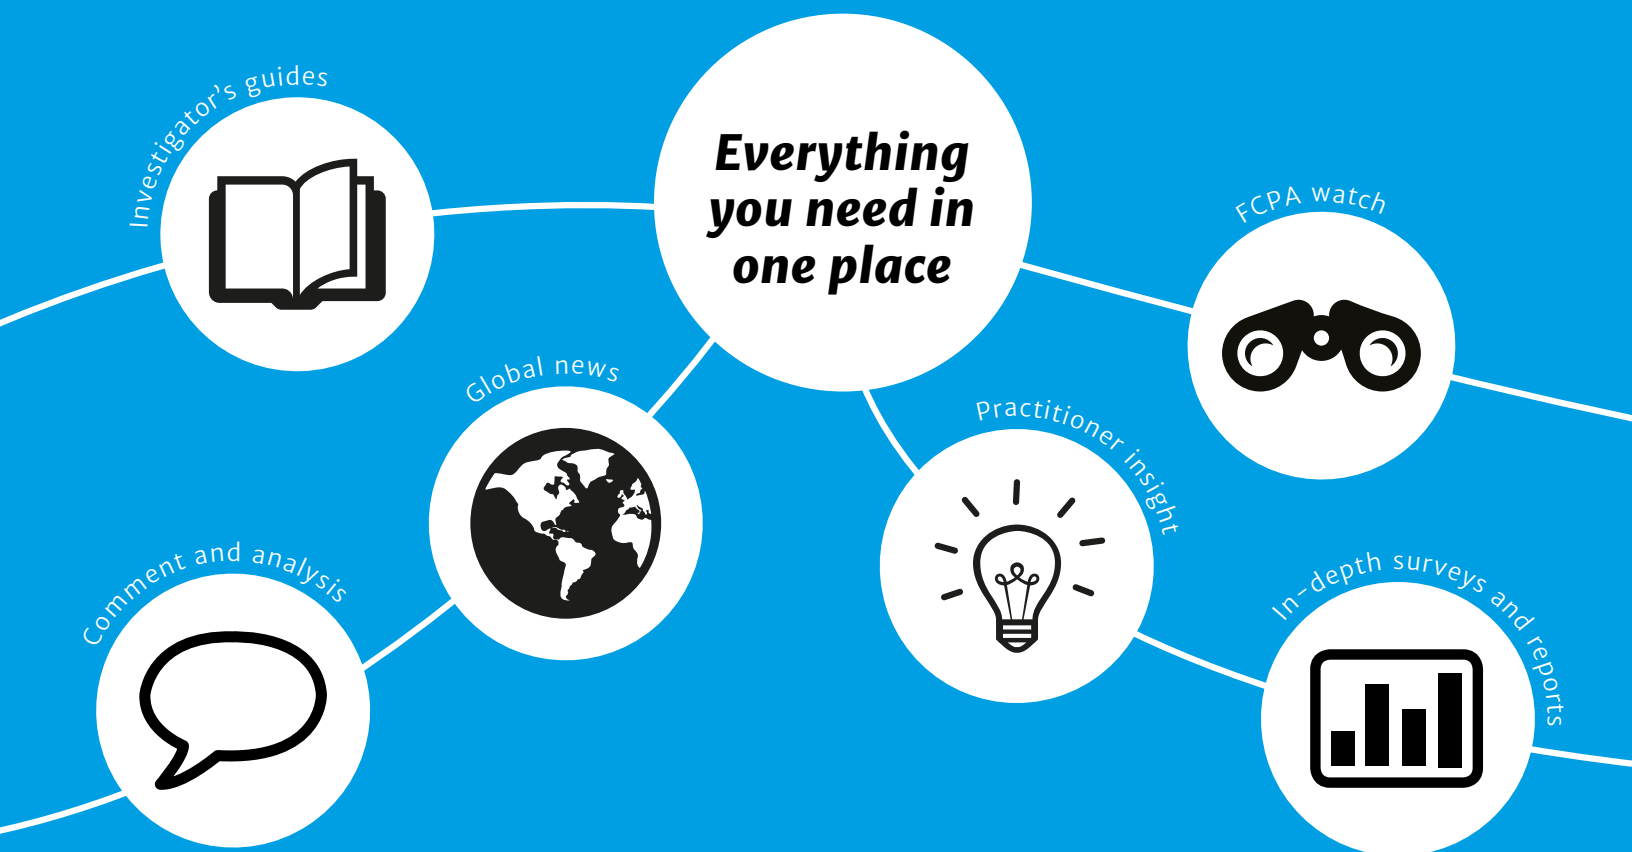 Investigator’s guides
Everything
you need in
one place
FCPA watch
Global news
Practitioner insight
Comment and analysis
In-depth surveys and reports